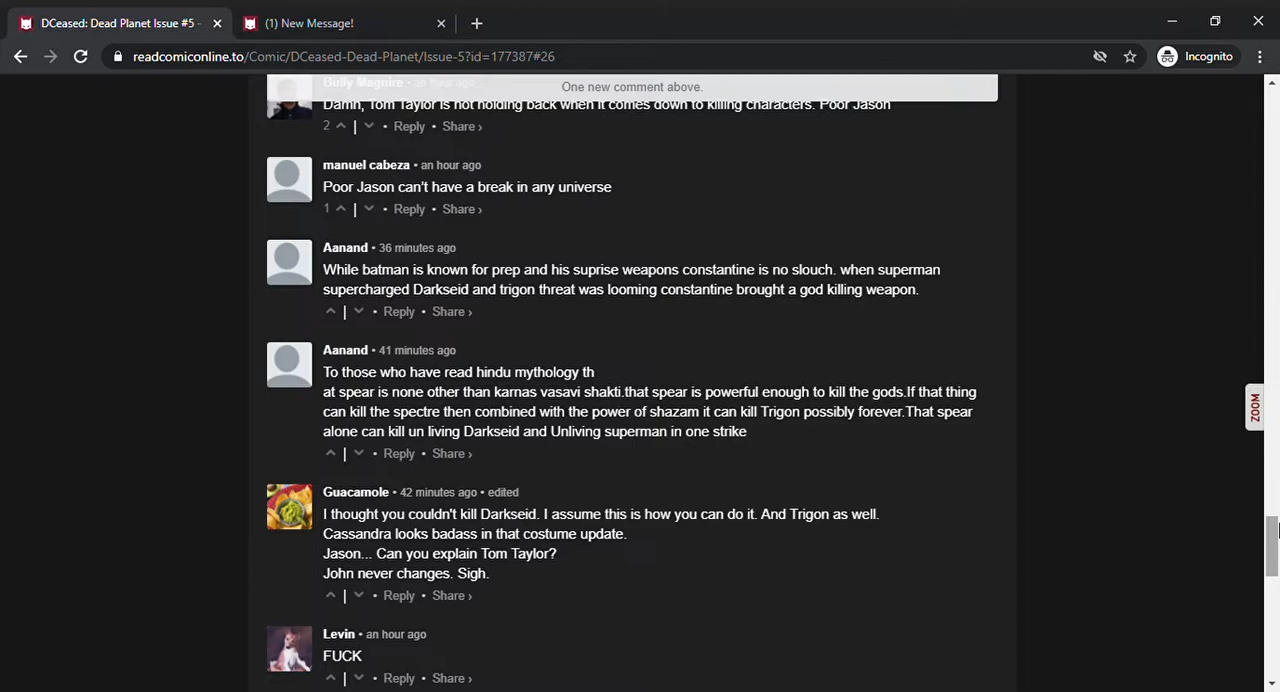 DCeased: Dead Planet Issue #5 -
(1) New Message!
readcomiconline.to/Comic/DCeased-Dead-Planet/Issue-5?id=177387#26
Incognito
Bully Maguire • an hour ago
One new comment above.
Damn, Tom Taylor is not holding back when it comes down to killing characters. Poor Jason
2 | • Reply • Share ›
manuel cabeza • an hour ago
Poor Jason can't have a break in any universe
1 | • Reply • Share ›
Aanand • 36 minutes ago
While batman is known for prep and his suprise weapons constantine is no slouch. when superman
supercharged Darkseid and trigon threat was looming constantine brought a god killing weapon.
| • Reply • Share ›
Aanand • 41 minutes ago
To those who have read hindu mythology th
at spear is none other than karnas vasavi shakti.that spear is powerful enough to kill the gods.If that thing
can kill the spectre then combined with the power of shazam it can kill Trigon possibly forever.That spear
alone can kill un living Darkseid and Unliving superman in one strike
| • Reply • Share ›
ZOOM
Guacamole • 42 minutes ago • edited
I thought you couldn't kill Darkseid. I assume this is how you can do it. And Trigon as well.
Cassandra looks badass in that costume update.
Jason... Can you explain Tom Taylor?
John never changes. Sigh.
| • Reply • Share ›
Levin • an hour ago
FUCK
| • Reply • Share ›